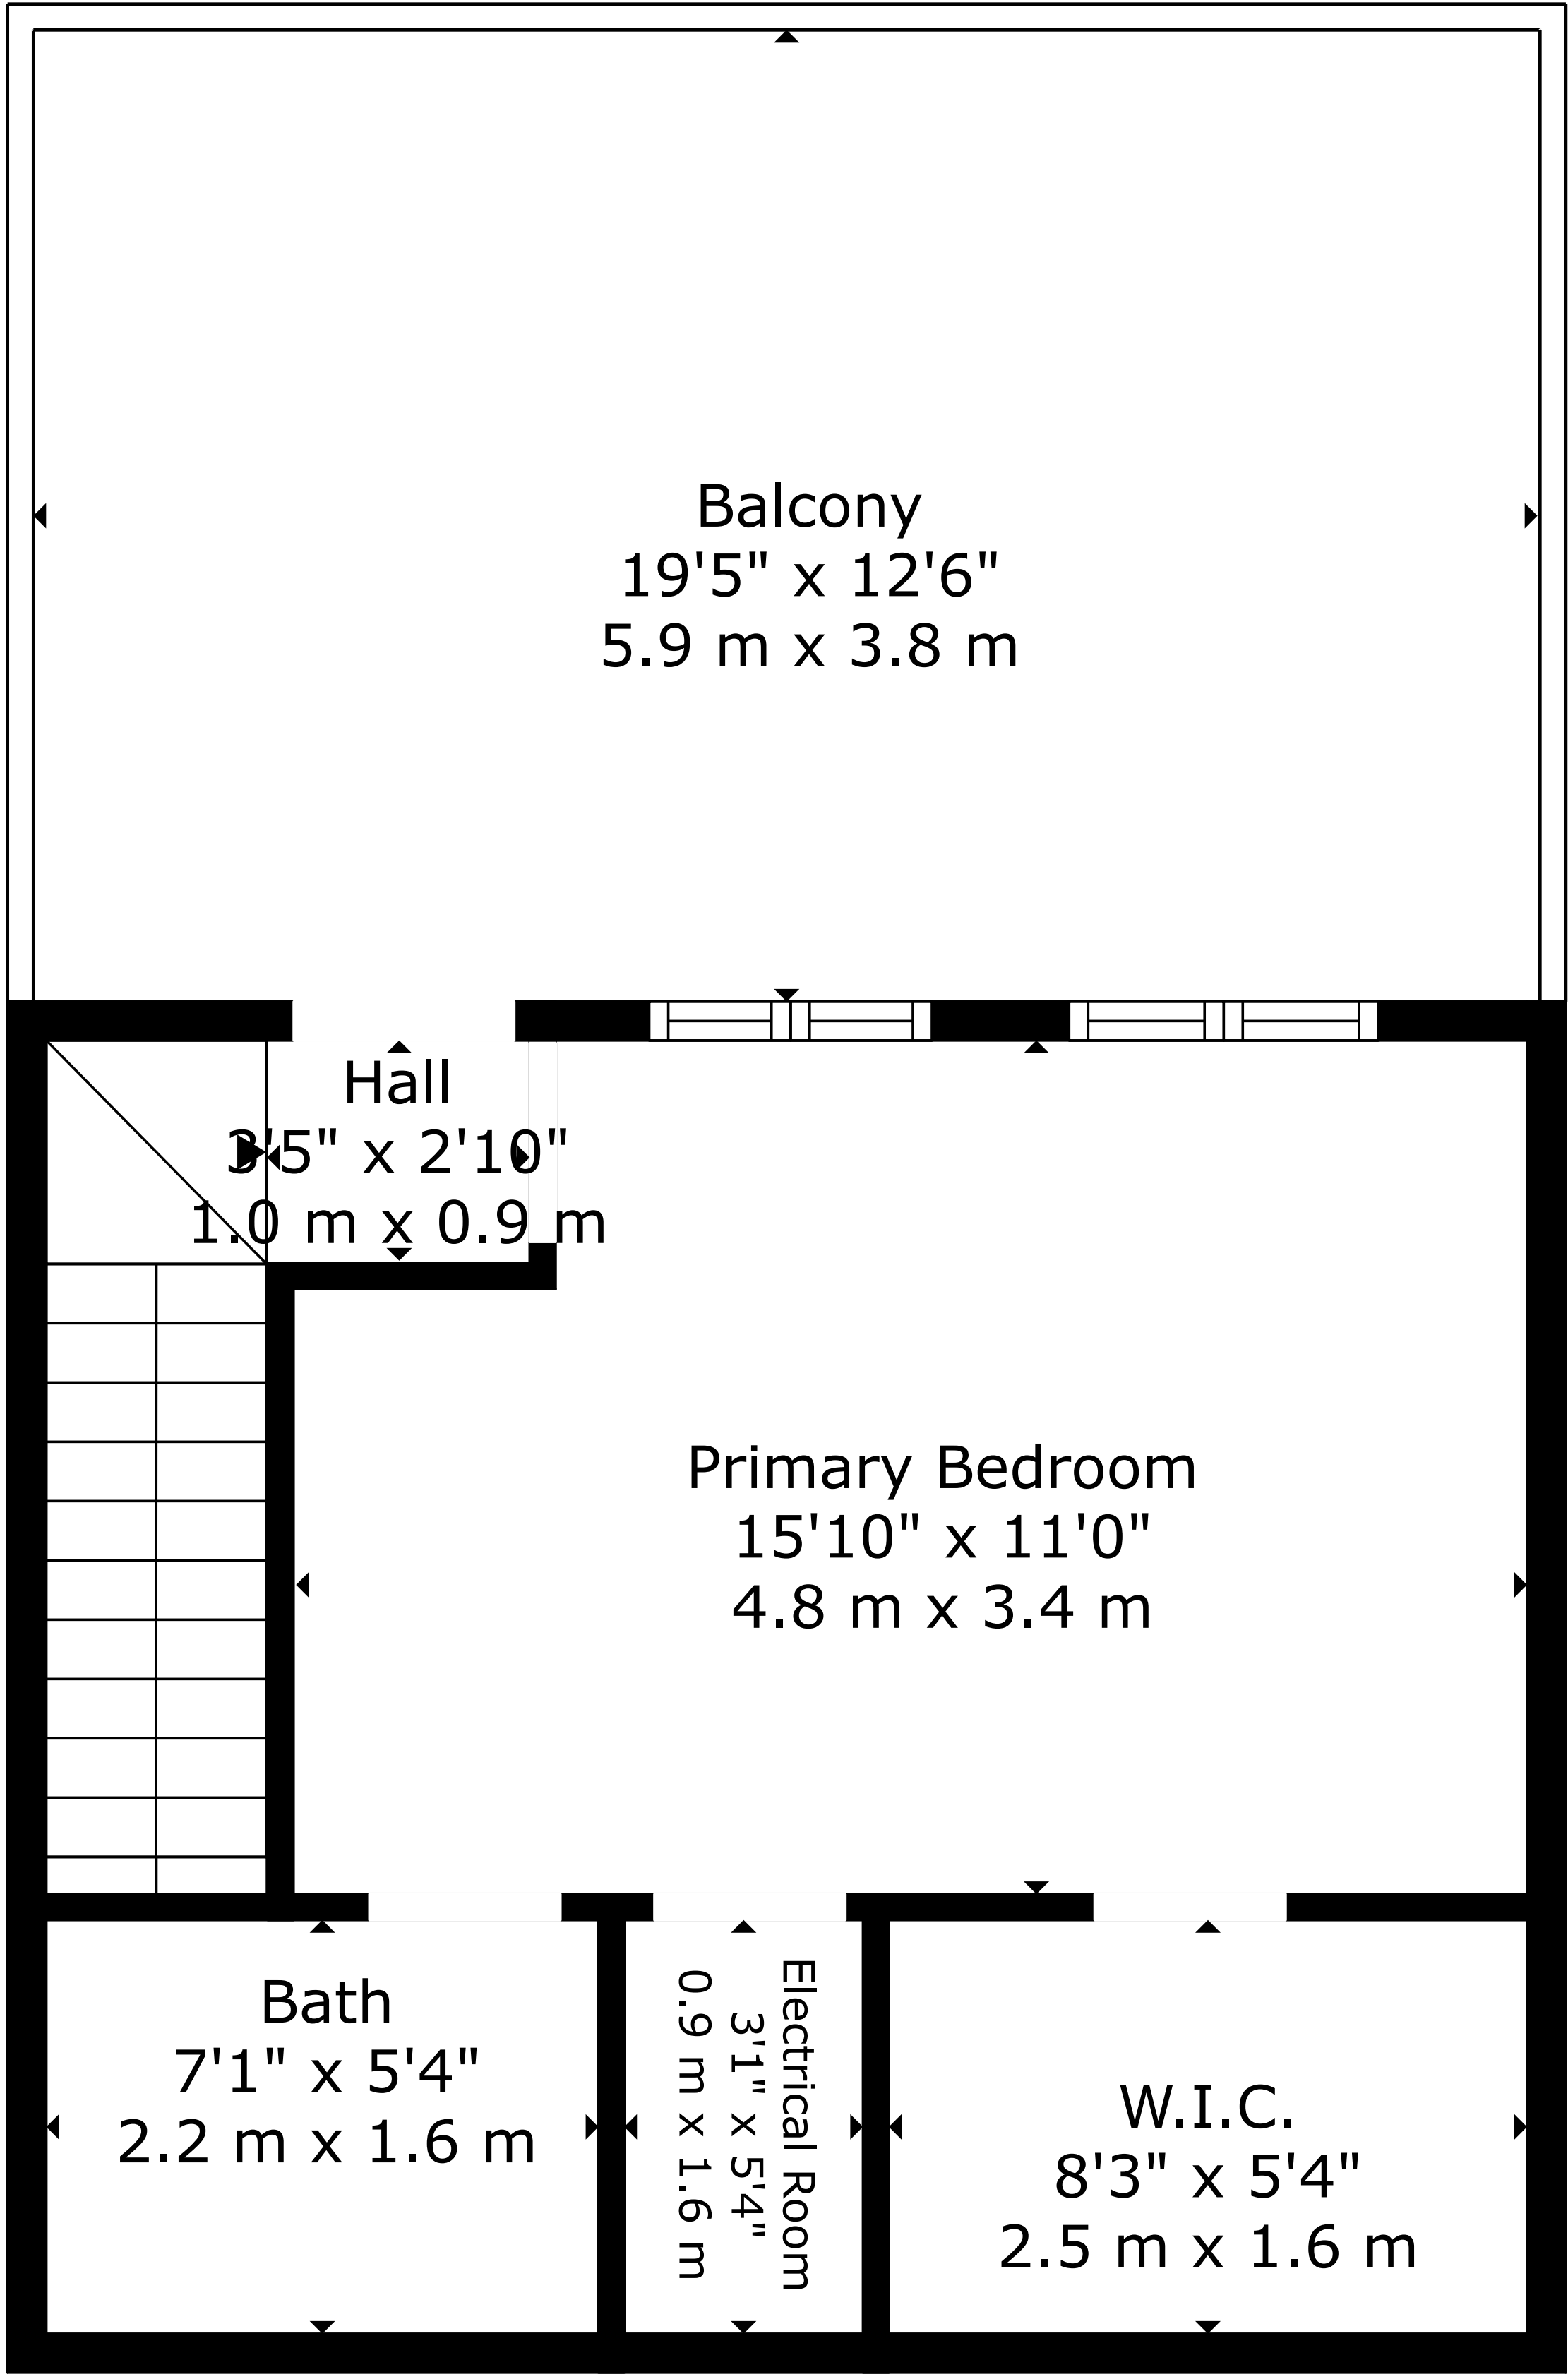 Balcony
19'5" x 12'6"
5.9 m x 3.8 m
Hall
3'5" x 2'10"
1.0 m x 0.9 m
Primary Bedroom
15'10" x 11'0"
4.8 m x 3.4 m
Bath
7'1" x 5'4"
2.2 m x 1.6 m
Electrical Room
3'1" x 5'4"
0.9 m x 1.6 m
W.I.C.
8'3" x 5'4"
2.5 m x 1.6 m